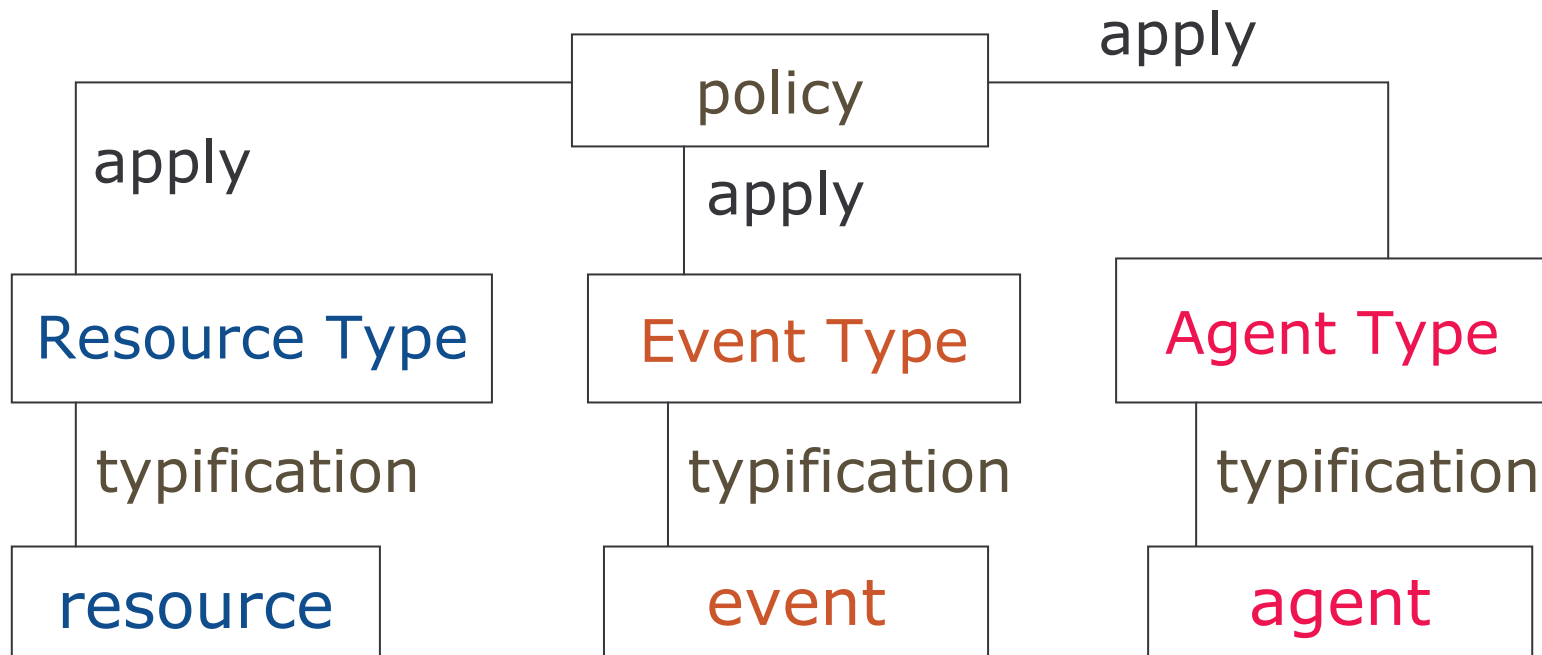 apply
policy
apply
apply
Resource Type
Event Type
Agent Type
typification
typification
typification
resource
event
agent